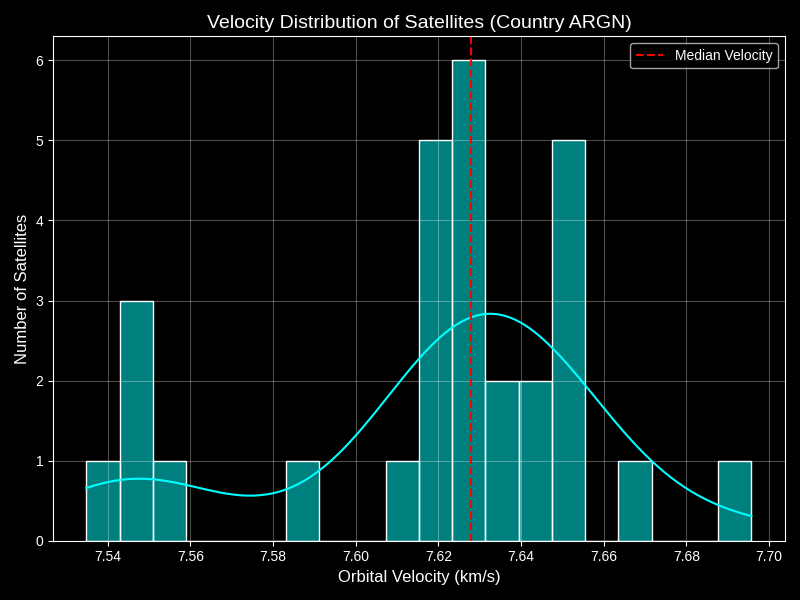 Velocity Distribution of Satellites (Country ARGN)
Median Velocity
Number of Satellites
6
5
4
3
2
1
0
7.54 7.56 7.58 7.60 7.62 7.64 7.66 7.68 7.70
Orbital Velocity (km/s)